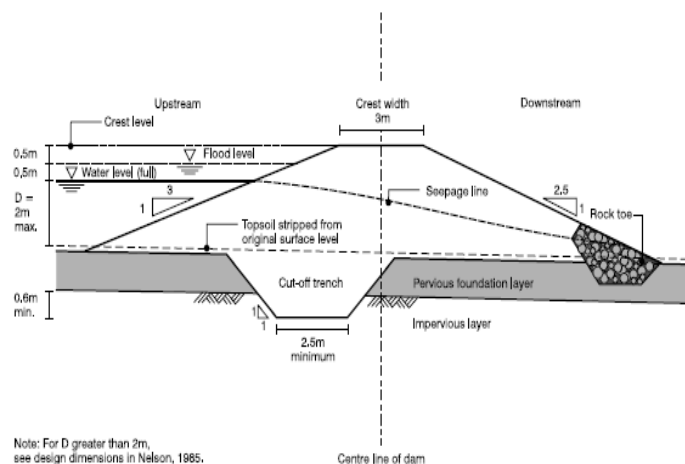 Upstream
Crest width
3m
Downstream
Crest level
0.5m
Flood level
0.5m
Water level (full)
D =
2m
max.
3
1
Seepage line
2.5
1
Topsoil stripped from
original surface level
Rock toe
Cut-off trench
Pervious foundation layer
0.6m
min.
1
1
2.5m
minimum
Impervious layer
Note: For D greater than 2m,
see design dimensions in Nelson, 1985.
Centre line of dam